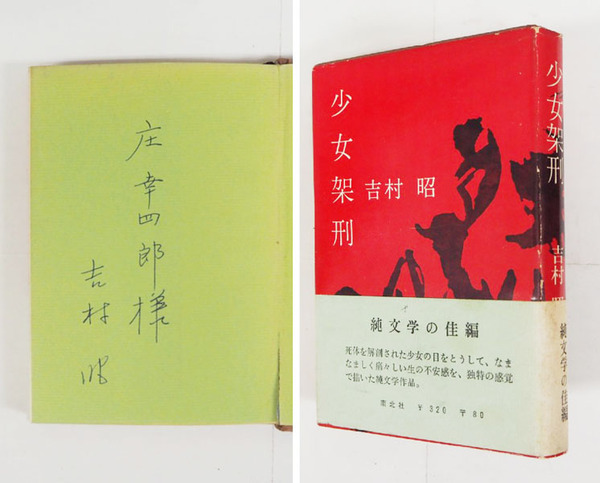 庄 幸四郎様
吉村 昭
少女架刑
吉村 昭
純文学の佳編
死体を解剖された少女の目をとうして、なま
なましく痛々しい生の不安感を、独特の感覚
で描いた純文学作品。
南北社 ¥320 〒80
少女架刑
吉村
純文学の佳編